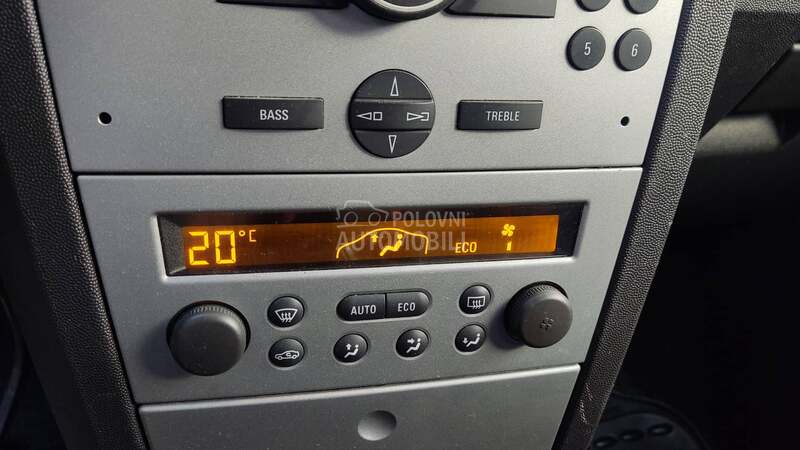 5
6
BASS
TREBLE
POLOVNI
AUTOMOBILI
20°C
ECO
1
AUTO
ECO